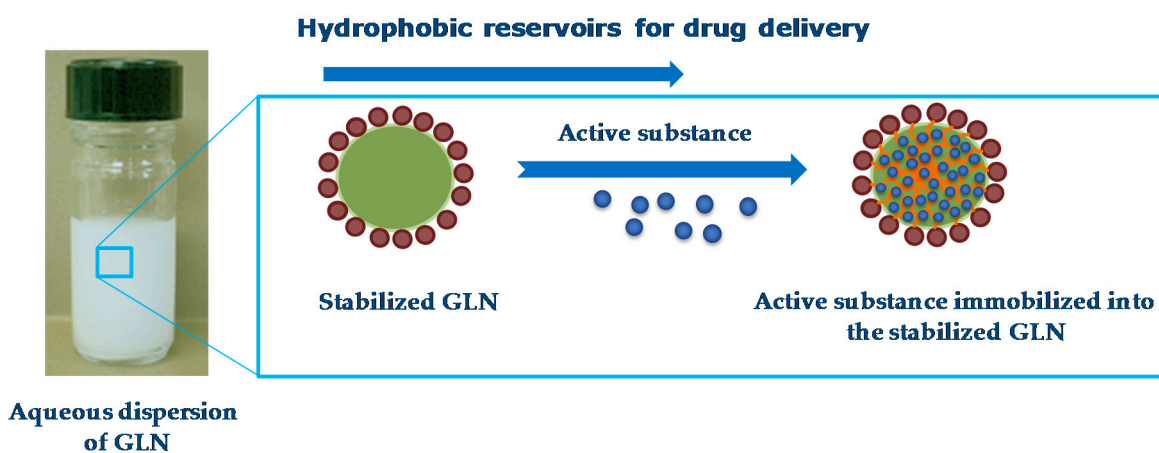 Hydrophobic reservoirs for drug delivery
Active substance
Stabilized GLN
Active substance immobilized into
the stabilized GLN
Aqueous dispersion
of GLN